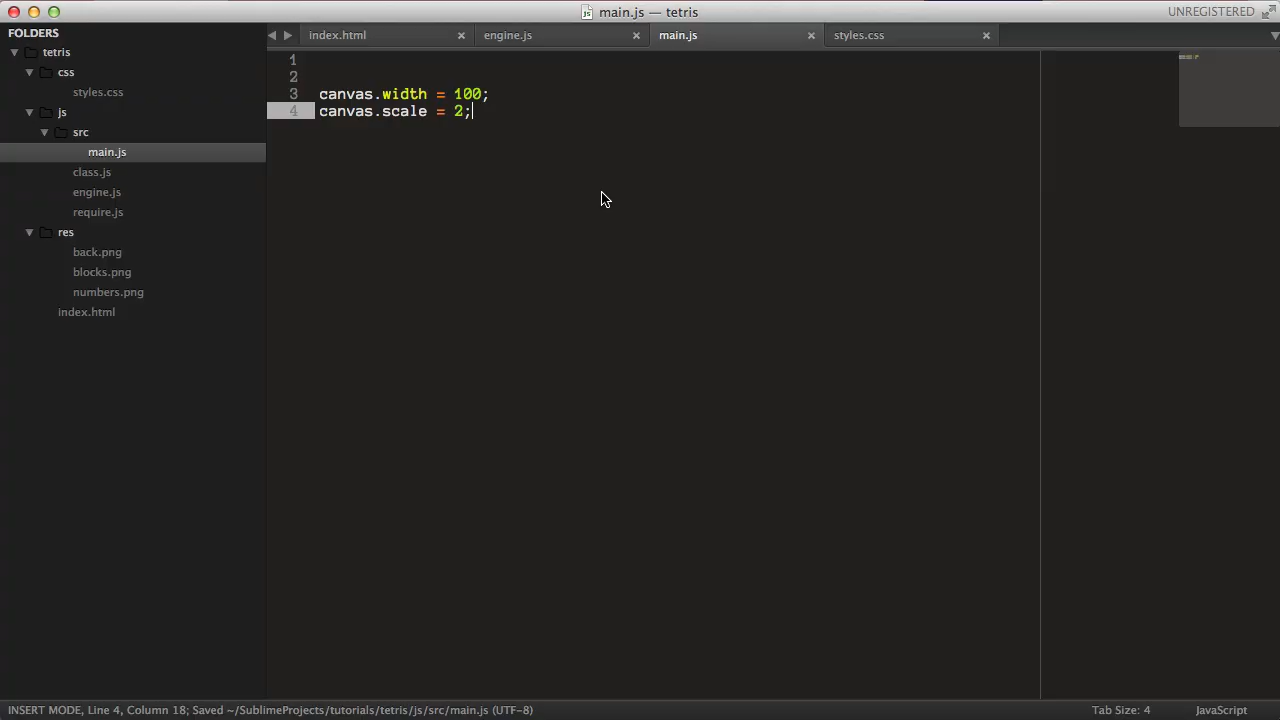 main.js — tetris
UNREGISTERED
FOLDERS
tetris
css
styles.css
js
src
main.js
class.js
engine.js
require.js
res
back.png
blocks.png
numbers.png
index.html
index.html
engine.js
main.js
styles.css
1
2
3 canvas.width = 100;
4 canvas.scale = 2;
INSERT MODE, Line 4, Column 18; Saved ~/SublimeProjects/tutorials/tetris/js/src/main.js (UTF-8)
Tab Size: 4
JavaScript